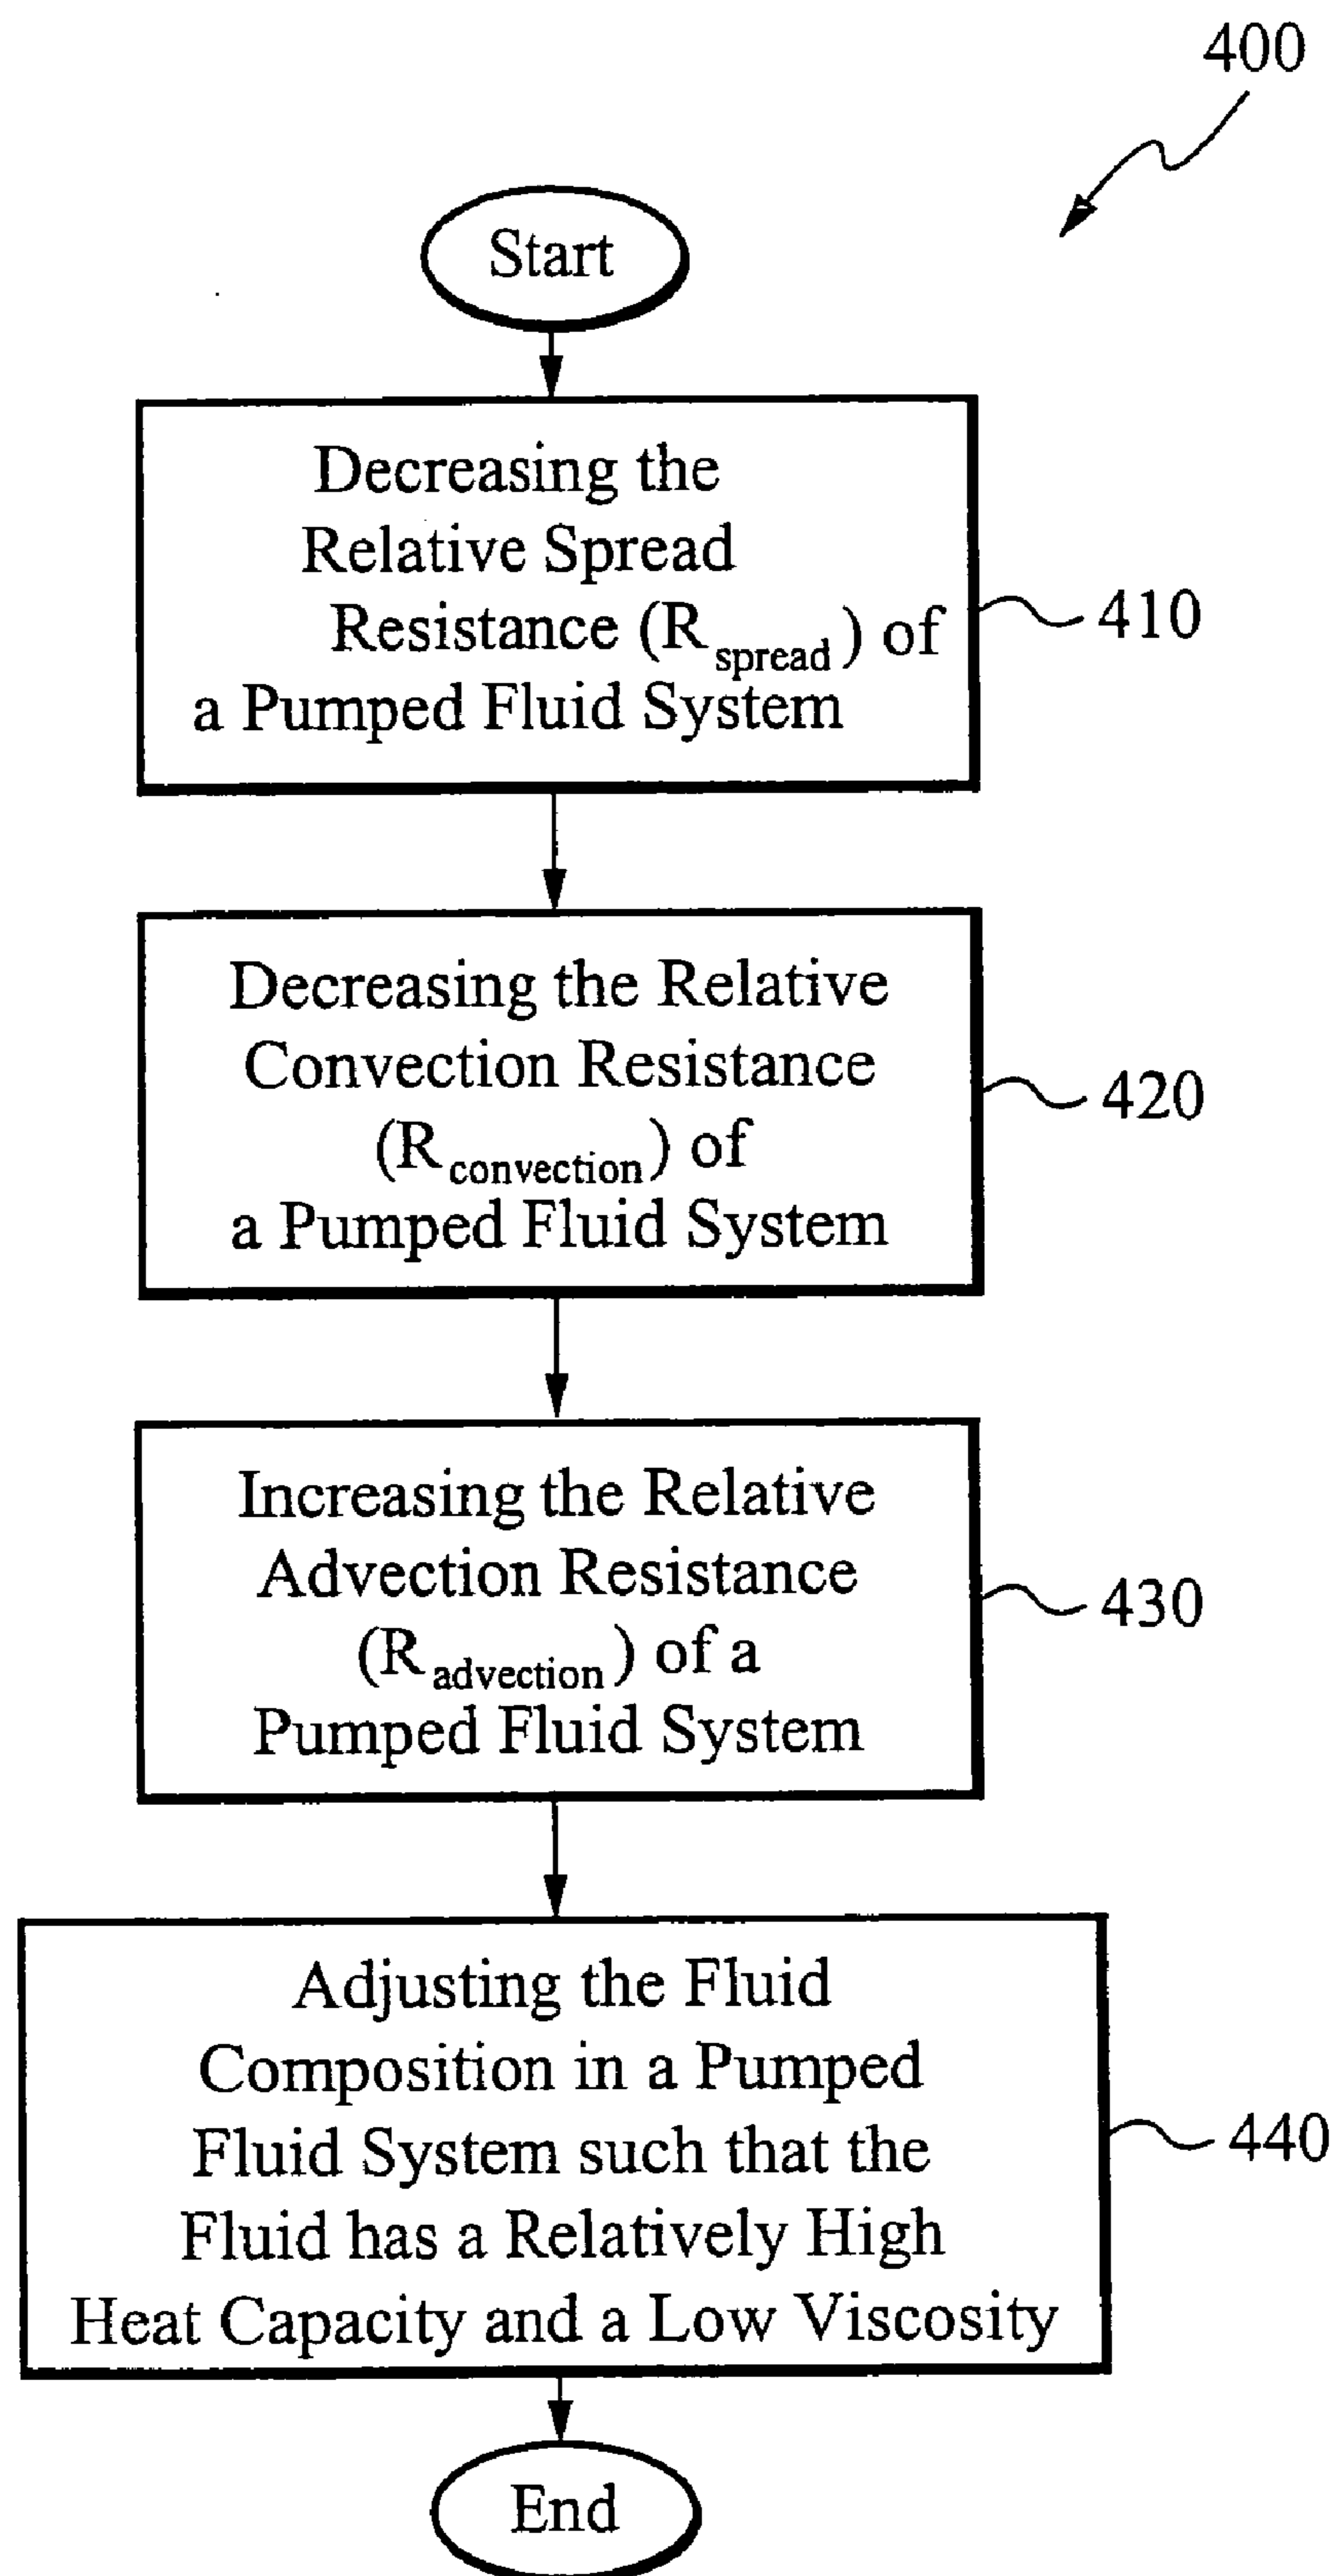 400
Start
Decreasing the
Relative Spread
Resistance (R spread) of
a Pumped Fluid System
410
Decreasing the Relative
Convection Resistance
(R convection) of
a Pumped Fluid System
420
Increasing the Relative
Advection Resistance
(R advection) of a
Pumped Fluid System
430
Adjusting the Fluid
Composition in a Pumped
Fluid System such that the
Fluid has a Relatively High
Heat Capacity and a Low Viscosity
440
End